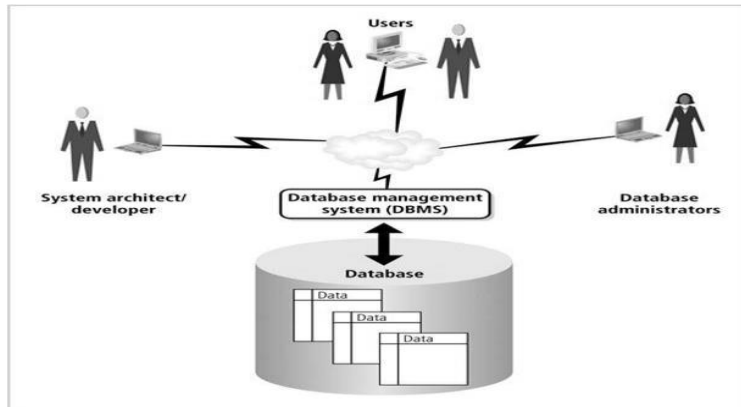 Users
System architect/
developer
Database management
system (DBMS)
Database
administrators
Database
Data
Data
Data